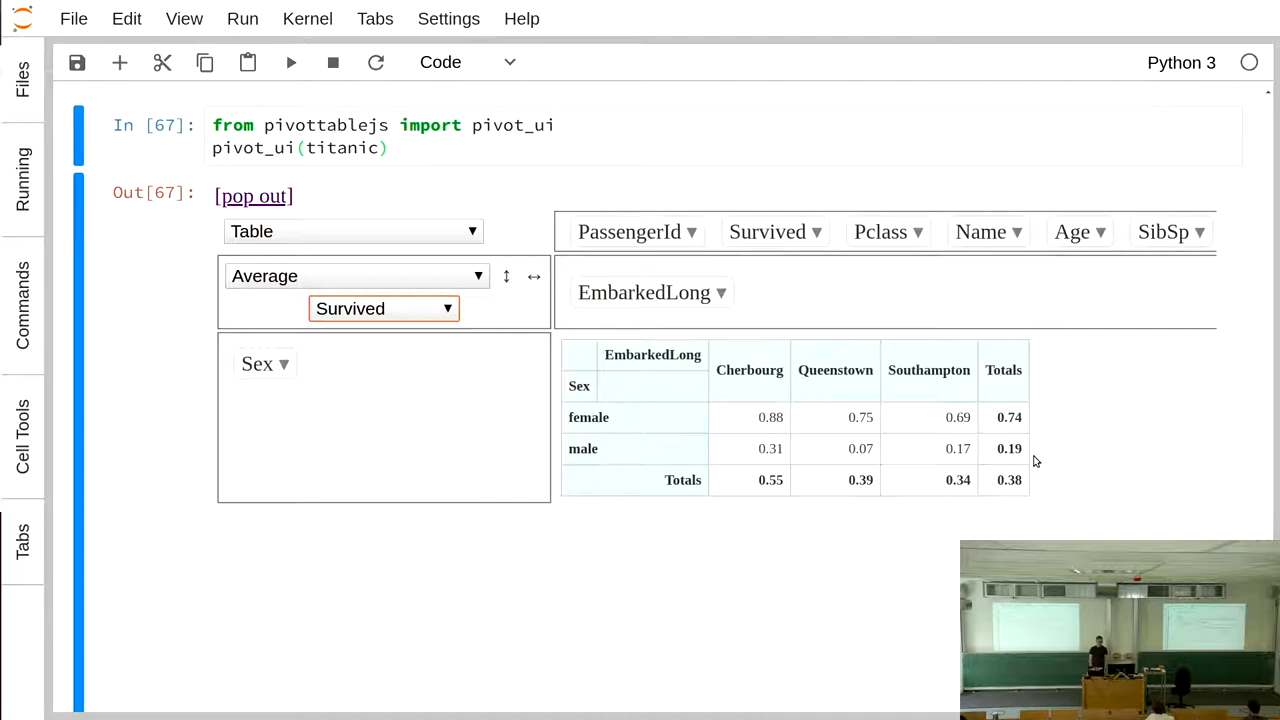 File Edit View Run Kernel Tabs Settings Help
Code
Python 3
Files
Running
Commands
Cell Tools
Tabs
In [67]: from pivottablejs import pivot_ui
pivot_ui(titanic)
Out[67]: [pop out]
Table
PassengerId Survived Pclass Name Age SibSp
Average
Survived
EmbarkedLong
Sex
EmbarkedLong Cherbourg Queenstown Southampton Totals
Sex
female 0.88 0.75 0.69 0.74
male 0.31 0.07 0.17 0.19
Totals 0.55 0.39 0.34 0.38